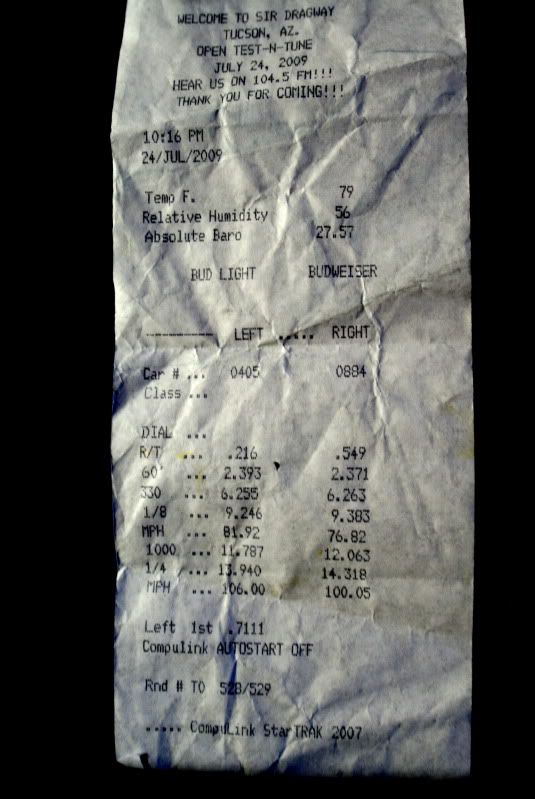 WELCOME TO SIR DRAGWAY
TUCSON, AZ.
OPEN TEST-N-TUNE
JULY 24, 2009
HEAR US ON 104.5 FM!!!
THANK YOU FOR COMING!!!
10:16 PM
24/JUL/2009
Temp F. 79
Relative Humidity 56
Absolute Baro 27.57
BUD LIGHT BUDWEISER
---------- LEFT ..... RIGHT
Car # ... 0405 0884
Class ...
DIAL ...
R/T ... .216 .549
60' ... 2.393 2.371
330 ... 6.255 6.263
1/8 ... 9.246 9.383
MPH ... 81.92 76.82
1000 ... 11.787 12.063
1/4 ... 13.940 14.318
MPH ... 106.00 100.05
Left 1st .7111
Compulink AUTOSTART OFF
Rnd # TO 528/529
..... CompuLink StarTRAK 2007